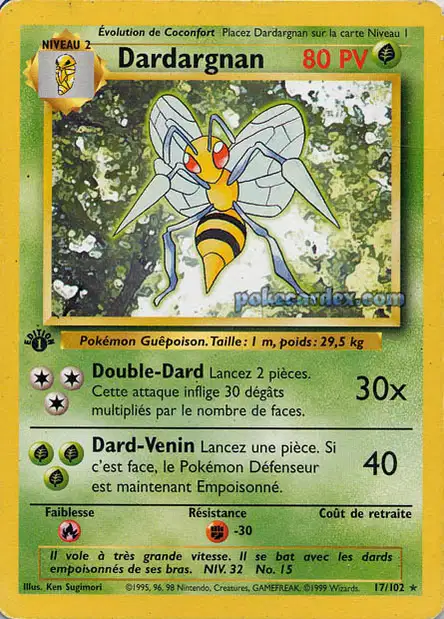 Évolution de Coconfort Placez Dardargnan sur la carte Niveau 1
NIVEAU 2
Dardargnan 80 PV
pokecardex.com
EDITION 1
Pokémon Guêpoison. Taille : 1 m, poids : 29,5 kg
Double-Dard Lancez 2 pièces.
Cette attaque inflige 30 dégâts
multipliés par le nombre de faces.
30x
Dard-Venin Lancez une pièce. Si
c'est face, le Pokémon Défenseur
est maintenant Empoisonné.
40
Faiblesse Résistance Coût de retraite
-30
Il vole à très grande vitesse. Il se bat avec les dards
empoisonnés de ses bras. NIV. 32 No. 15
Illus. Ken Sugimori ©1995, 96, 98 Nintendo, Creatures, GAMEFREAK. ©1999 Wizards. 17/102 ★